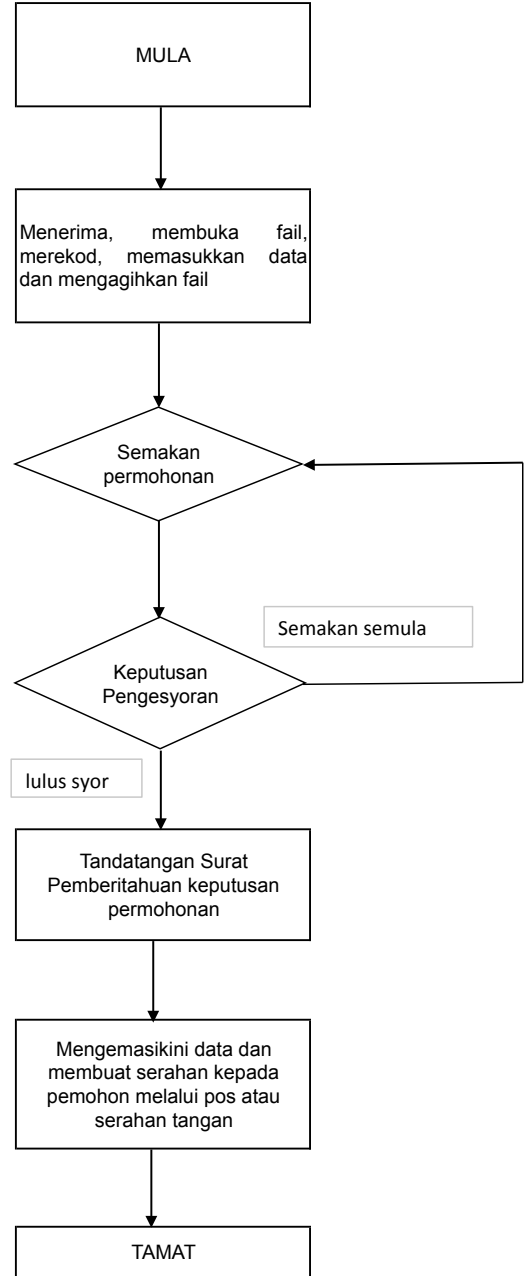 MULA
Menerima, membuka fail,
merekod, memasukkan data
dan mengagihkan fail
Semakan
permohonan
Semakan semula
Keputusan
Pengesyoran
lulus syor
Tandatangan Surat
Pemberitahuan keputusan
permohonan
Mengemasikini data dan
membuat serahan kepada
pemohon melalui pos atau
serahan tangan
TAMAT